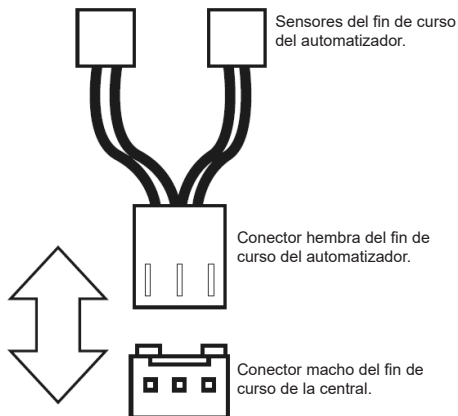 Sensores del fin de curso
del automatizador.
Conector hembra del fin de
curso del automatizador.
Conector macho del fin de
curso de la central.